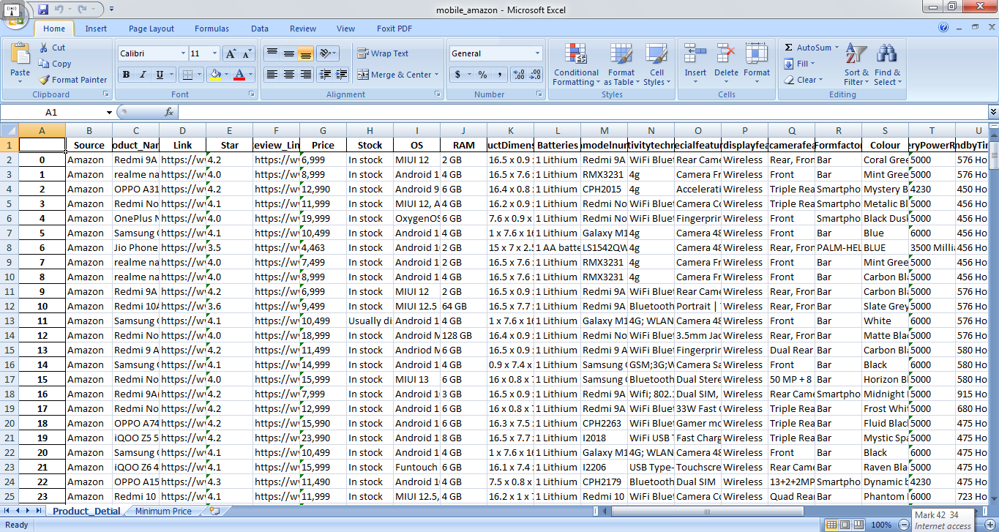 mobile_amazon - Microsoft Excel
Home Insert Page Layout Formulas Data Review View Foxit PDF
Paste Cut Copy Format Painter Calibri 11 B I U Wrap Text Merge & Center General $ % , Conditional Formatting Format as Table Cell Styles Insert Delete Format Σ AutoSum Fill Clear Sort & Filter Find & Select
Clipboard Font Alignment Number Styles Cells Editing
A1 fx
A B C D E F G H I J K L M N O P Q R S T U
1 Source oduct_Nan Link Star eview_Lin Price Stock OS RAM uctDimens Batteries modelnur tivitytechn ecialfeatur displayfea camerafea Formfacto Colour eryPowerR ndbyTi
2 0 Amazon Redmi 9A https://w 4.2 https://w 6,999 In stock MIUI 12 2 GB 16.5 x 0.9 1 Lithium Redmi 9A WiFi Bluet Rear Came Wireless Rear, Fron Bar Coral Gree 5000 576 Ho
3 1 Amazon realme na https://w 4.0 https://w 8,999 In stock Android 1 4 GB 16.5 x 7.6 1 Lithium RMX3231 4g Camera Fr Wireless Front Bar Mint Gree 5000 576 Ho
4 2 Amazon OPPO A31 https://w 4.2 https://w 12,990 In stock Android 9 6 GB 16.4 x 0.8 1 Lithium CPH2015 4g Accelerati Wireless Triple Rea Smartpho Mystery B 4230 450 Ho
5 3 Amazon Redmi No https://w 4.1 https://w 11,999 In stock MIUI 12, A 4 GB 16.2 x 0.9 1 Lithium Redmi No WiFi Bluet Camera Co Wireless Triple Rea Smartpho Metalic Bl 5000 456 Ho
6 4 Amazon OnePlus N https://w 4.0 https://w 19,999 In stock OxygenOS 6 GB 7.6 x 0.9 x 1 Lithium Redmi No WiFi Bluet Fingerprin Wireless Front Smartpho Black Dusk 5000 456 Ho
7 5 Amazon Samsung https://w 4.1 https://w 10,499 In stock Android 1 4 GB 1 x 7.6 x 16 1 Lithium Galaxy M1 4g Camera 48 Wireless Front Bar Blue 6000 456 Ho
8 6 Amazon Jio Phone https://w 3.5 https://w 4,463 In stock Android 1 2 GB 15 x 7 x 2.5 1 AA batte LS1542QW 4g Camera 48 Wireless Rear, Fron PALM-HEL BLUE 3500 Milli 456 Ho
9 7 Amazon realme na https://w 4.0 https://w 7,499 In stock Android 1 2 GB 16.5 x 7.6 1 Lithium RMX3231 4g Camera Fr Wireless Front Bar Mint Gree 5000 456 Ho
10 8 Amazon realme na https://w 4.0 https://w 8,999 In stock Android 1 4 GB 16.5 x 7.6 1 Lithium RMX3231 4g Camera Fr Wireless Front Bar Carbon Bl 5000 456 Ho
11 9 Amazon Redmi 9A https://w 4.2 https://w 6,999 In stock MIUI 12 2 GB 16.5 x 0.9 1 Lithium Redmi 9A WiFi Bluet Rear Came Wireless Rear, Fron Bar Carbon Bl 5000 456 Ho
12 10 Amazon Redmi 10A https://w 3.6 https://w 9,499 In stock MIUI 12.5 64 GB 16.5 x 7.7 1 Lithium Redmi 9A Bluetooth Portrait | Wireless Rear, Fron Bar Slate Grey 5000 576 Ho
13 11 Amazon Samsung https://w 4.1 https://w 10,499 Usually di Android 1 4 GB 1 x 7.6 x 16 1 Lithium Galaxy M1 4G; WLAN Camera 48 Wireless Front Bar White 6000 576 Ho
14 12 Amazon Redmi No https://w 4.0 https://w 18,999 In stock Android M 128 GB 16.4 x 0.9 1 Lithium Redmi No WiFi Bluet 3.5mm Jac Wireless Rear, Fron Bar Matte Bla 5000 576 Ho
15 13 Amazon Redmi 9 A https://w 4.2 https://w 11,499 In stock Andriod M 6 GB 16.5 x 0.9 1 Lithium Redmi 9 A WiFi Bluet Fingerprin Wireless Dual Rear Bar Carbon Bl 5000 580 Ho
16 14 Amazon Samsung https://w 4.1 https://w 14,999 In stock Android 1 6 GB 0.9 x 7.4 x 1 Lithium Samsung GSM;3G;W Camera Sa Wireless Front Bar Black 6000 580 Ho
17 15 Amazon Redmi No https://w 4.0 https://w 15,999 In stock MIUI 13 6 GB 16 x 0.8 x 7 1 Lithium Samsung Bluetooth Dual Stere Wireless 50 MP + 8 Bar Horizon B 5000 580 Ho
18 16 Amazon Redmi 9A( https://w 4.2 https://w 7,999 In stock Android 1 3 GB 16.5 x 0.9 1 Lithium Redmi 9A Wifi; 802.1 Dual SIM, Wireless Rear Came Smartpho Midnight 5000 915 Ho
19 17 Amazon Redmi No https://w 4.2 https://w 12,999 In stock Android 1 6 GB 16 x 0.8 x 7 1 Lithium Redmi 9A WiFi Bluet 33W Fast C Wireless Triple Rea Bar Frost Whit 5000 680 Ho
20 18 Amazon OPPO A74 https://w 4.2 https://w 15,990 In stock Android 1 6 GB 16.3 x 7.5 1 Lithium CPH2263 WiFi Bluet Gamer mo Wireless Triple Rea Bar Fluid Black 5000 475 Ho
21 19 Amazon iQOO Z5 5 https://w 4.2 https://w 23,990 In stock Android 1 8 GB 16.5 x 7.7 1 Lithium I2018 WiFi USB Fast Charg Wireless Triple Rea Bar Mystic Spa 5000 475 Ho
22 20 Amazon Samsung https://w 4.1 https://w 10,499 In stock Android 1 4 GB 1 x 7.6 x 16 1 Lithium Galaxy M1 4G; WLAN Camera 48 Wireless Front Bar Black 6000 475 Ho
23 21 Amazon iQOO Z6 4 https://w 4.1 https://w 15,999 In stock Funtouch 6 GB 16.1 x 7.4 1 Lithium I2206 USB Type- Touchscre Wireless Rear Came Bar Raven Bla 5000 475 Ho
24 22 Amazon OPPO A15 https://w 4.3 https://w 11,490 In stock Android 1 4 GB 7.5 x 0.8 x 1 Lithium CPH2179 Bluetooth Dual SIM Wireless 13+2+2MP Smartpho Dynamic b 4230 475 Ho
25 23 Amazon Redmi 10 https://w 4.1 https://w 11,999 In stock MIUI 12.5, 4 GB 16.2 x 1 x 7 1 Lithium Redmi 10 WiFi Bluet Camera Wireless Quad Rear Bar Phantom 6000 723 Ho
Product_Detial Minimum Price
Ready 100%
Mark 42 34
Internet access